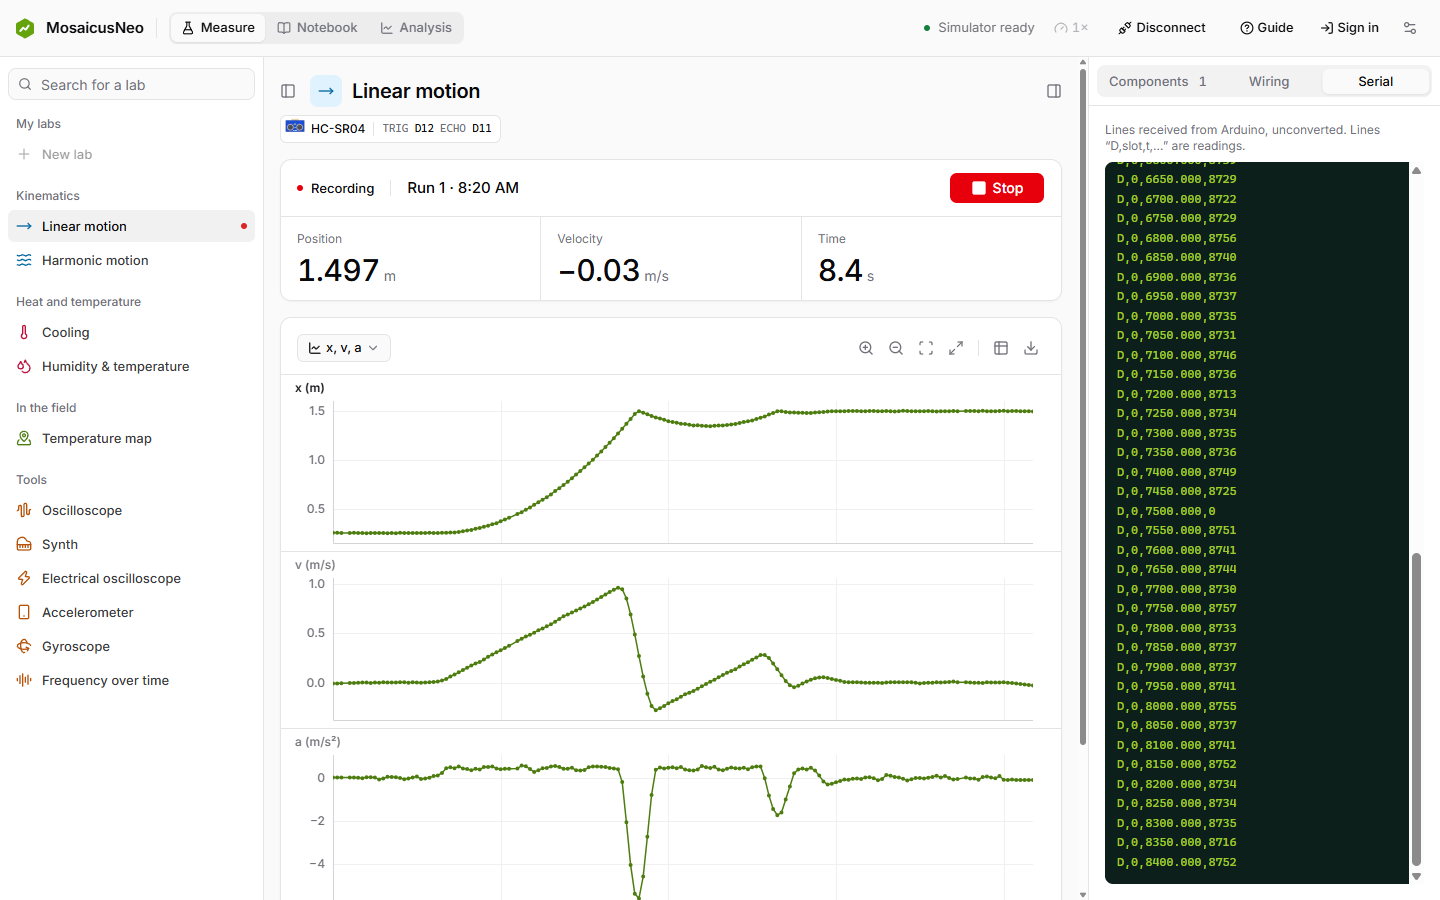 MosaicusNeo
Measure
Notebook
Analysis
Simulator ready
1×
Disconnect
Guide
Sign in
Search for a lab
My labs
New lab
Kinematics
Linear motion
Harmonic motion
Heat and temperature
Cooling
Humidity & temperature
In the field
Temperature map
Tools
Oscilloscope
Synth
Electrical oscilloscope
Accelerometer
Gyroscope
Frequency over time
Linear motion
HC-SR04 TRIG D12 ECHO D11
Recording
Run 1 · 8:20 AM
Stop
Position
1.497 m
Velocity
−0.03 m/s
Time
8.4 s
x, v, a
x (m)
1.5
1.0
0.5
v (m/s)
1.0
0.5
0.0
a (m/s²)
0
−2
−4
Components 1
Wiring
Serial
Lines received from Arduino, unconverted. Lines
“D,slot,t,…” are readings.
D,0,6650.000,8729
D,0,6700.000,8722
D,0,6750.000,8729
D,0,6800.000,8756
D,0,6850.000,8740
D,0,6900.000,8736
D,0,6950.000,8737
D,0,7000.000,8735
D,0,7050.000,8731
D,0,7100.000,8746
D,0,7150.000,8736
D,0,7200.000,8713
D,0,7250.000,8734
D,0,7300.000,8735
D,0,7350.000,8736
D,0,7400.000,8749
D,0,7450.000,8725
D,0,7500.000,0
D,0,7550.000,8751
D,0,7600.000,8741
D,0,7650.000,8744
D,0,7700.000,8730
D,0,7750.000,8757
D,0,7800.000,8733
D,0,7850.000,8737
D,0,7900.000,8737
D,0,7950.000,8741
D,0,8000.000,8755
D,0,8050.000,8737
D,0,8100.000,8741
D,0,8150.000,8752
D,0,8200.000,8734
D,0,8250.000,8734
D,0,8300.000,8735
D,0,8350.000,8716
D,0,8400.000,8752